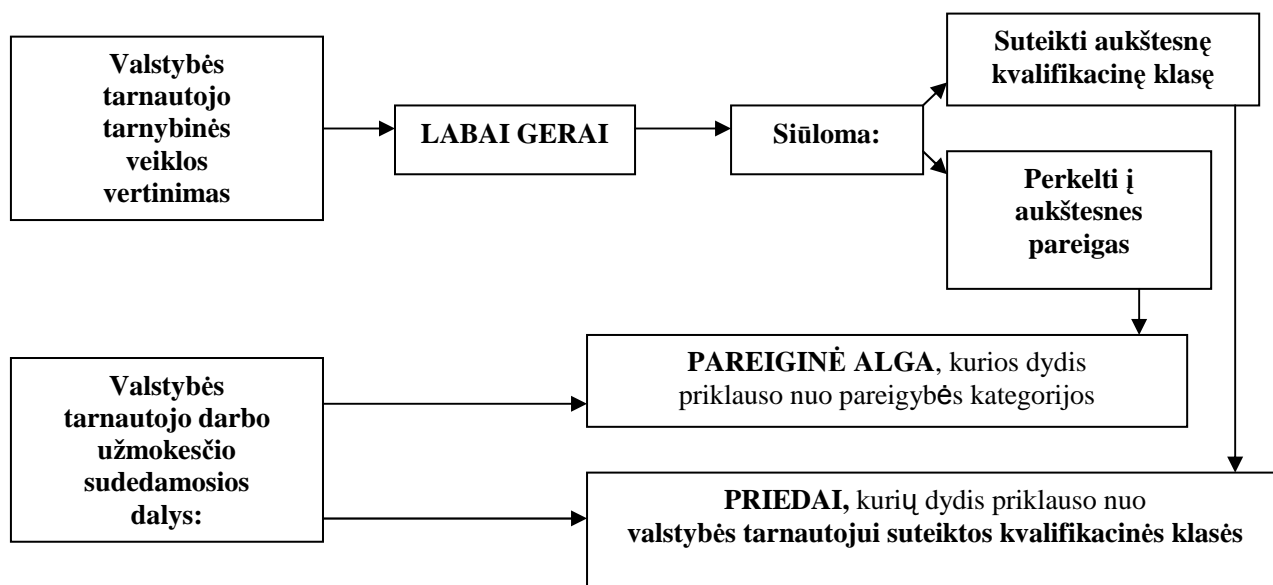 Valstybės
tarnautojo
tarnybinės
veiklos
vertinimas
LABAI GERAI
Siūloma:
Suteikti aukštesnę
kvalifikacinę klasę
Perkelti į
aukštesnes
pareigas
Valstybės
tarnautojo darbo
užmokesčio
sudedamosios
dalys:
PAREIGINĖ ALGA, kurios dydis
priklauso nuo pareigybės kategorijos
PRIEDAI, kurių dydis priklauso nuo
valstybės tarnautojui suteiktos kvalifikacinės klasės